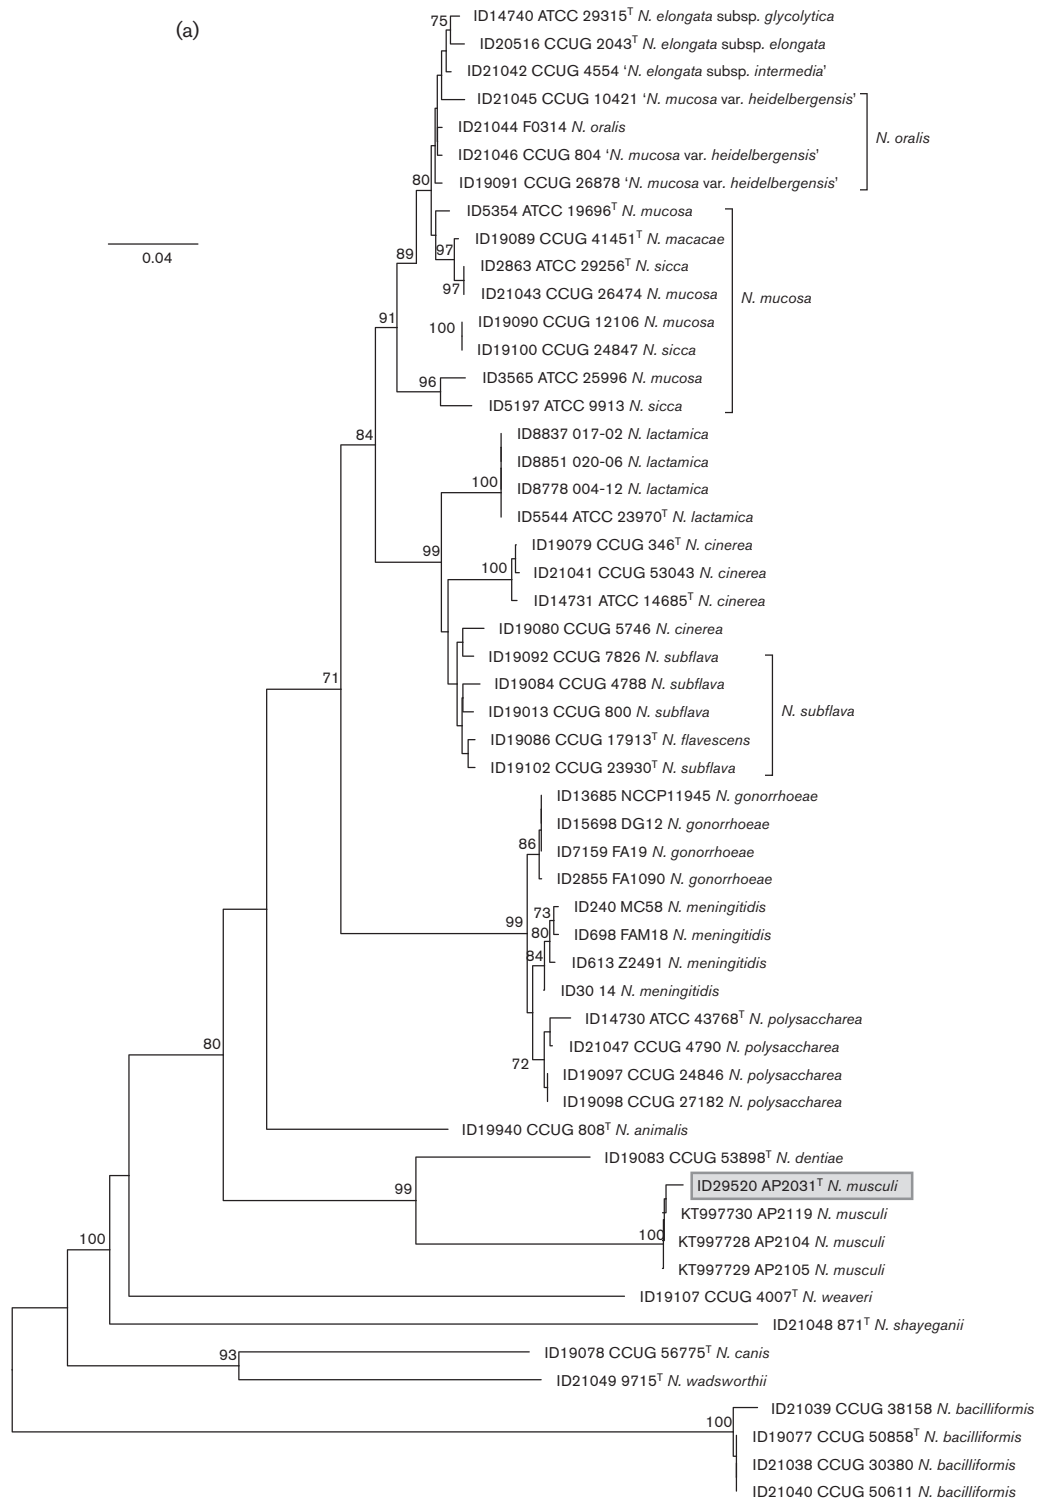 (a)
75
ID14740 ATCC 29315ᵀ N. elongata subsp. glycolytica
ID20516 CCUG 2043ᵀ N. elongata subsp. elongata
ID21042 CCUG 4554 ‘N. elongata subsp. intermedia’
ID21045 CCUG 10421 ‘N. mucosa var. heidelbergensis’
ID21044 F0314 N. oralis
N. oralis
ID21046 CCUG 804 ‘N. mucosa var. heidelbergensis’
80
ID19091 CCUG 26878 ‘N. mucosa var. heidelbergensis’
ID5354 ATCC 19696ᵀ N. mucosa
ID19089 CCUG 41451ᵀ N. macacae
89
97
0.04
ID2863 ATCC 29256ᵀ N. sicca
97
ID21043 CCUG 26474 N. mucosa
N. mucosa
91
100
ID19090 CCUG 12106 N. mucosa
ID19100 CCUG 24847 N. sicca
96
ID3565 ATCC 25996 N. mucosa
ID5197 ATCC 9913 N. sicca
84
ID8837 017-02 N. lactamica
ID8851 020-06 N. lactamica
100
ID8778 004-12 N. lactamica
ID5544 ATCC 23970ᵀ N. lactamica
99
ID19079 CCUG 346ᵀ N. cinerea
100
ID21041 CCUG 53043 N. cinerea
ID14731 ATCC 14685ᵀ N. cinerea
ID19080 CCUG 5746 N. cinerea
ID19092 CCUG 7826 N. subflava
71
ID19084 CCUG 4788 N. subflava
ID19013 CCUG 800 N. subflava
N. subflava
ID19086 CCUG 17913ᵀ N. flavescens
ID19102 CCUG 23930ᵀ N. subflava
ID13685 NCCP11945 N. gonorrhoeae
ID15698 DG12 N. gonorrhoeae
86
ID7159 FA19 N. gonorrhoeae
ID2855 FA1090 N. gonorrhoeae
73
ID240 MC58 N. meningitidis
99
80
ID698 FAM18 N. meningitidis
84
ID613 Z2491 N. meningitidis
ID30 14 N. meningitidis
ID14730 ATCC 43768ᵀ N. polysaccharea
80
ID21047 CCUG 4790 N. polysaccharea
72
ID19097 CCUG 24846 N. polysaccharea
ID19098 CCUG 27182 N. polysaccharea
ID19940 CCUG 808ᵀ N. animalis
ID19083 CCUG 53898ᵀ N. dentiae
99
ID29520 AP2031ᵀ N. musculi
KT997730 AP2119 N. musculi
100
100
KT997728 AP2104 N. musculi
KT997729 AP2105 N. musculi
ID19107 CCUG 4007ᵀ N. weaveri
ID21048 871ᵀ N. shayeganii
93
ID19078 CCUG 56775ᵀ N. canis
ID21049 9715ᵀ N. wadsworthii
ID21039 CCUG 38158 N. bacilliformis
100
ID19077 CCUG 50858ᵀ N. bacilliformis
ID21038 CCUG 30380 N. bacilliformis
ID21040 CCUG 50611 N. bacilliformis